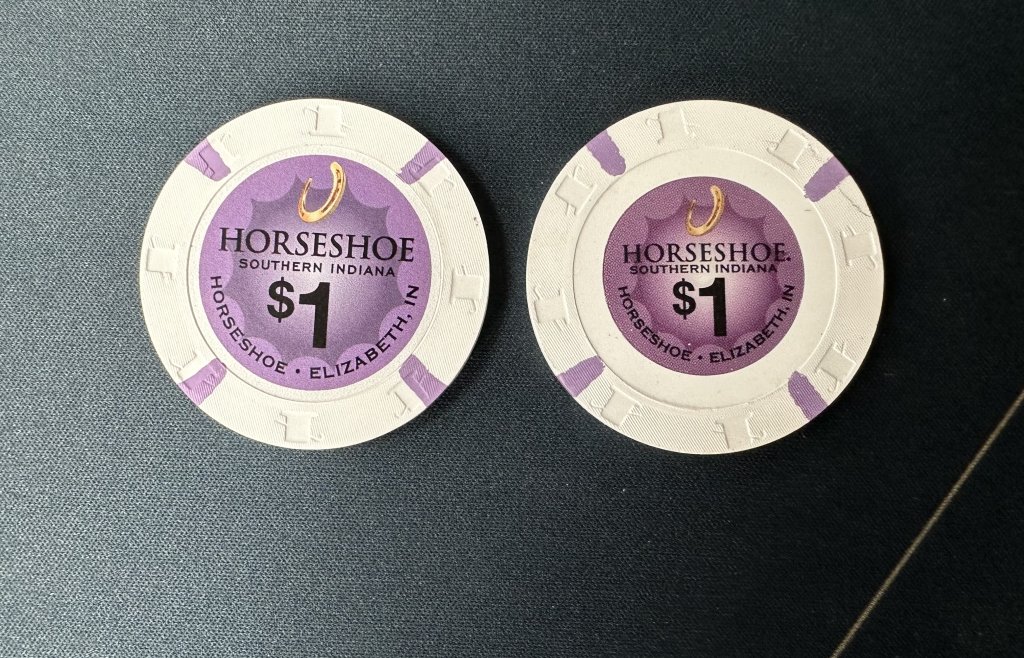 HORSESHOE
SOUTHERN INDIANA
$1
HORSESHOE • ELIZABETH, IN
HORSESHOE.
SOUTHERN INDIANA
$1
HORSESHOE • ELIZABETH, IN